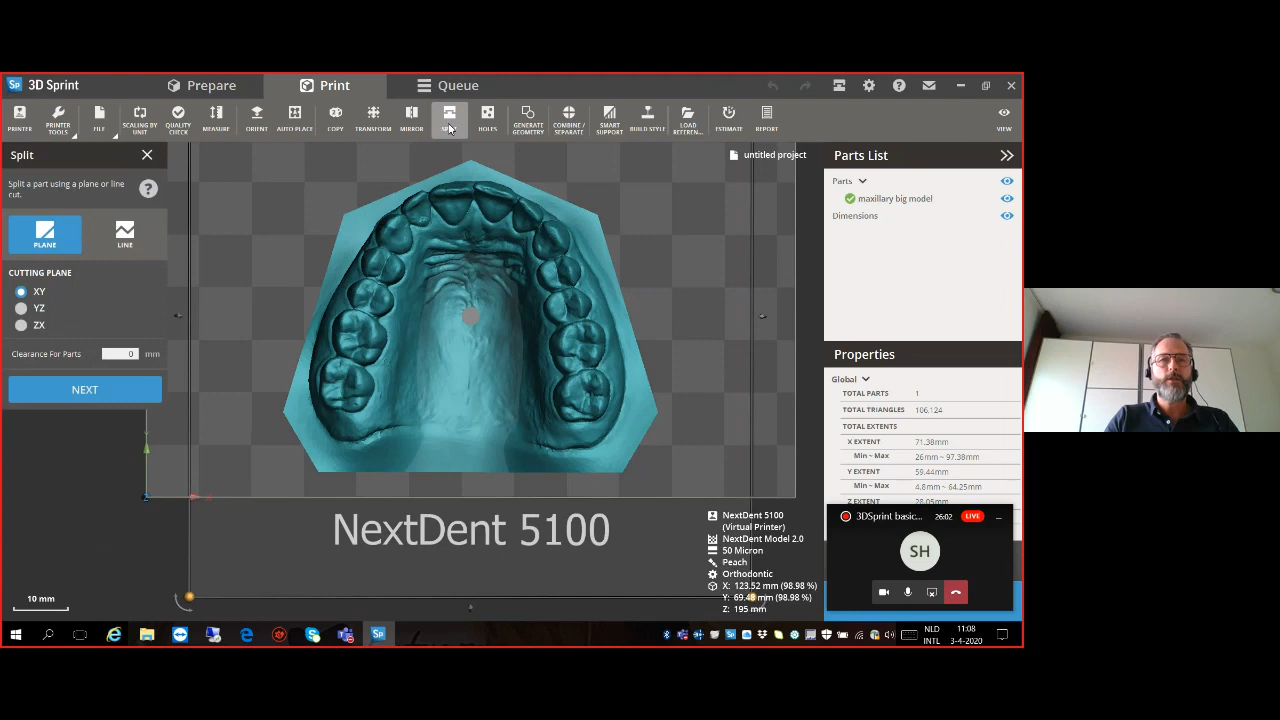 Sp 3D Sprint
Prepare
Print
Queue
PRINTER
PRINTER TOOLS
FILE
SCALING BY UNIT
QUALITY CHECK
MEASURE
ORIENT
AUTO PLACE
COPY
TRANSFORM
MIRROR
HOLES
GENERATE GEOMETRY
COMBINE / SEPARATE
SMART SUPPORT
BUILD STYLE
LOAD REFEREN...
ESTIMATE
REPORT
VIEW
Split
Split a part using a plane or line
cut.
PLANE
LINE
CUTTING PLANE
XY
YZ
ZX
Clearance For Parts 0 mm
NEXT
untitled project
Parts List
Parts
maxillary big model
Dimensions
Properties
Global
TOTAL PARTS 1
TOTAL TRIANGLES 106,124
TOTAL EXTENTS
X EXTENT 71.38mm
Min ~ Max 26mm ~ 97.38mm
Y EXTENT 59.44mm
Min ~ Max 4.8mm ~ 64.25mm
Z EXTENT 28.05mm
3DSprint basic... 26:02 LIVE
SH
NextDent 5100
NextDent 5100
(Virtual Printer)
NextDent Model 2.0
50 Micron
Peach
Orthodontic
X: 123.52 mm (98.98 %)
Y: 69.48 mm (98.98 %)
Z: 195 mm
10 mm
NLD
INTL
11:08
3-4-2020